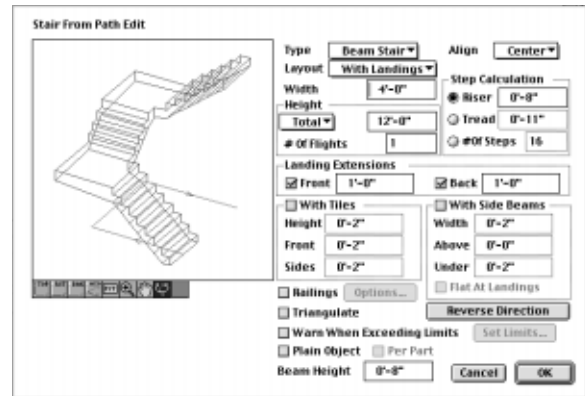 Stair From Path Edit
Type Beam Stair Align Center
Layout With Landings
Width 4'-0"
Step Calculation
Height
Riser 0'-8"
Total 12'-0"
Tread 0'-11"
# Of Flights 1
#Of Steps 16
Landing Extensions
Front 1'-0" Back 1'-0"
With Tiles With Side Beams
Height 0'-2" Width 0'-2"
Front 0'-2" Above 0'-0"
Sides 0'-2" Under 0'-2"
Flat At Landings
Railings Options...
Triangulate Reverse Direction
Warn When Exceeding Limits Set Limits...
Plain Object Per Part
Beam Height 0'-8" Cancel OK